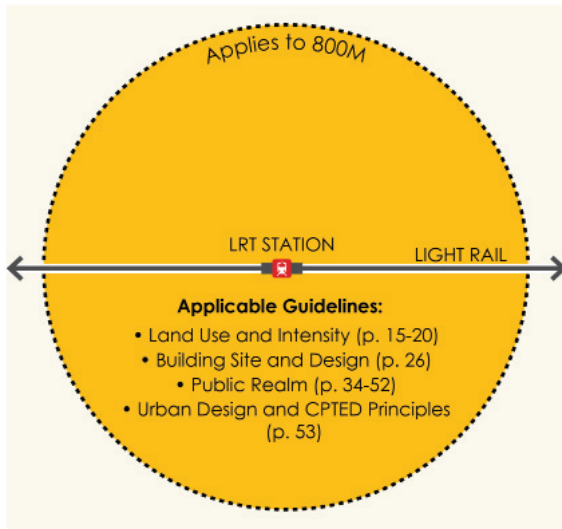 Applies to 800M
LRT STATION
LIGHT RAIL
Applicable Guidelines:
• Land Use and Intensity (p. 15-20)
• Building Site and Design (p. 26)
• Public Realm (p. 34-52)
• Urban Design and CPTED Principles
(p. 53)